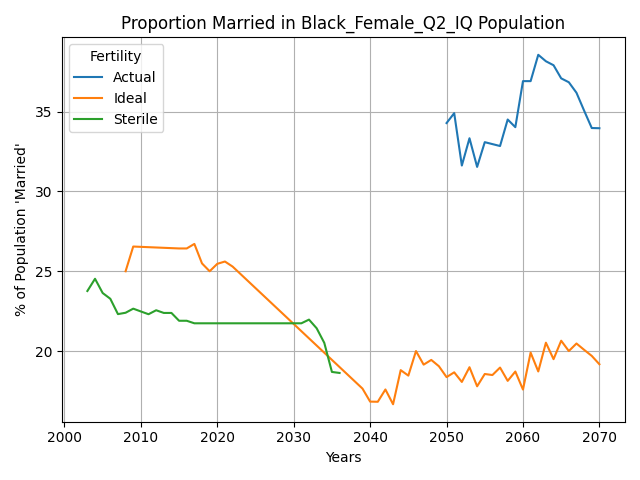 Proportion Married in Black_Female_Q2_IQ Population
% of Population 'Married'
Fertility
Actual
Ideal
Sterile
35
30
25
20
2000 2010 2020 2030 2040 2050 2060 2070
Years